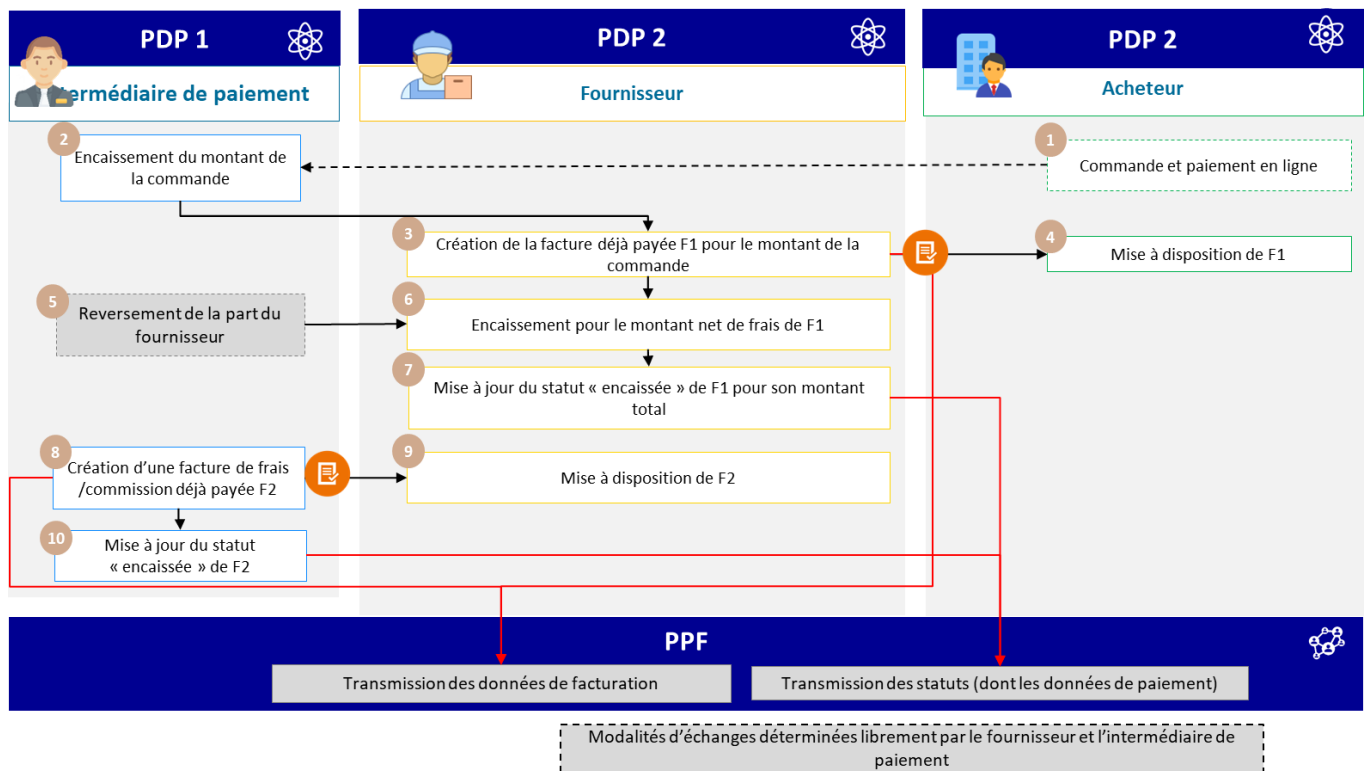 PDP 1
PDP 2
PDP 2
ermédiaire de paiement
Fournisseur
Acheteur
1
Commande et paiement en ligne
2
Encaissement du montant de
la commande
3
Création de la facture déjà payée F1 pour le montant de la
commande
4
Mise à disposition de F1
5
Reversement de la part du
fournisseur
6
Encaissement pour le montant net de frais de F1
7
Mise à jour du statut « encaissée » de F1 pour son montant
total
8
Création d’une facture de frais
/commission déjà payée F2
9
Mise à disposition de F2
10
Mise à jour du statut
« encaissée » de F2
PPF
Transmission des données de facturation
Transmission des statuts (dont les données de paiement)
Modalités d’échanges déterminées librement par le fournisseur et l’intermédiaire de
paiement